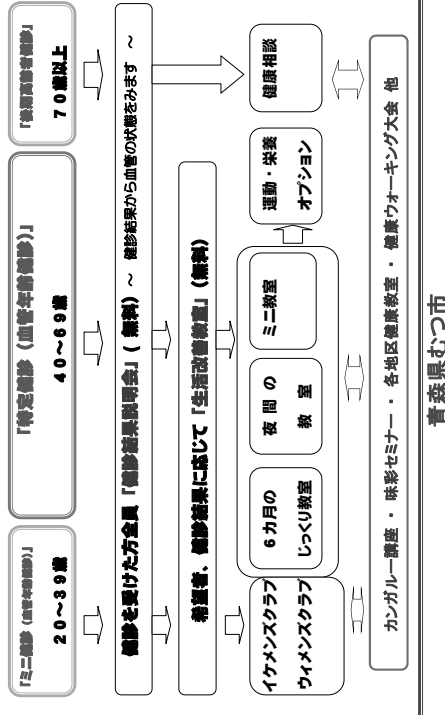 「ミニ健診（血管年齢健診）」
２０～３９歳
「特定健診（血管年齢健診）」
４０～６９歳
「後期高齢者健診」
７０歳以上
健診を受けた方全員「健診結果説明会」（無料）～ 健診結果から血管の状態をみます ～
希望者、健診結果に応じて「生活改善教室」（無料）
イケメンズクラブ
ウィメンズクラブ
６カ月の
じっくり教室
夜間の
教室
ミニ教室
運動・栄養
オプション
健康相談
カンガルー講座・味彩セミナー・各地区健康教室・健康ウォーキング大会 他
青森県むつ市